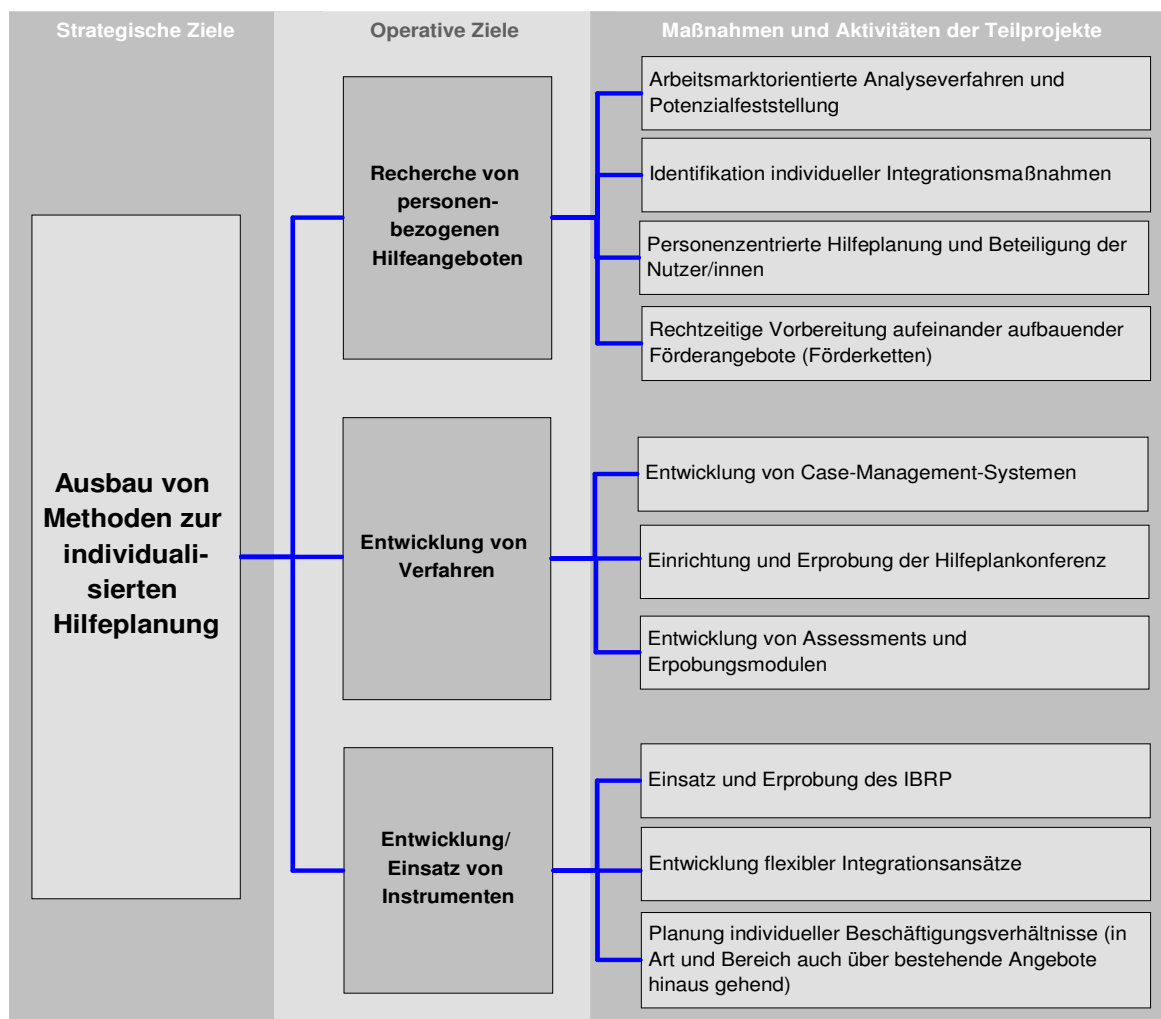 Strategische Ziele
Operative Ziele
Maßnahmen und Aktivitäten der Teilprojekte
Ausbau von
Methoden zur
individuali-
sierten
Hilfeplanung
Recherche von
personen-
bezogenen
Hilfeangeboten
Arbeitsmarktorientierte Analyseverfahren und
Potenzialfeststellung
Identifikation individueller Integrationsmaßnahmen
Personenzentrierte Hilfeplanung und Beteiligung der
Nutzer/innen
Rechtzeitige Vorbereitung aufeinander aufbauender
Förderangebote (Förderketten)
Entwicklung von
Verfahren
Entwicklung von Case-Management-Systemen
Einrichtung und Erprobung der Hilfeplankonferenz
Entwicklung von Assessments und
Erpobungsmodulen
Entwicklung/
Einsatz von
Instrumenten
Einsatz und Erprobung des IBRP
Entwicklung flexibler Integrationsansätze
Planung individueller Beschäftigungsverhältnisse (in
Art und Bereich auch über bestehende Angebote
hinaus gehend)